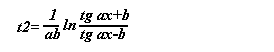 t2= 1/ab ln tg ax+b/tg ax-b